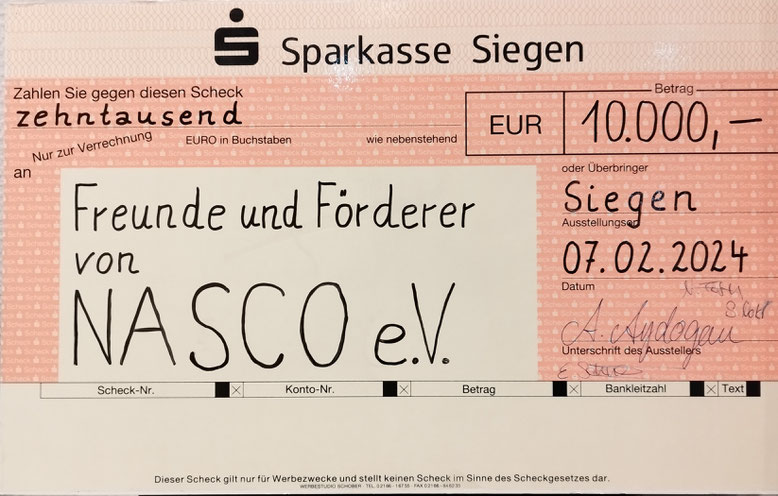 Sparkasse Siegen
Zahlen Sie gegen diesen Scheck
zehntausend
Nur zur Verrechnung
EURO in Buchstaben
wie nebenstehend
Betrag
EUR
10.000,—
an
Freunde und Förderer
von
NASCO e.V.
oder Überbringer
Siegen
Ausstellungsor
07.02.2024
Datum
A. Aydogan
Unterschrift des Ausstellers
Scheck-Nr. Konto-Nr. Betrag Bankleitzahl Text
Dieser Scheck gilt nur für Werbezwecke und stellt keinen Scheck im Sinne des Scheckgesetzes dar.